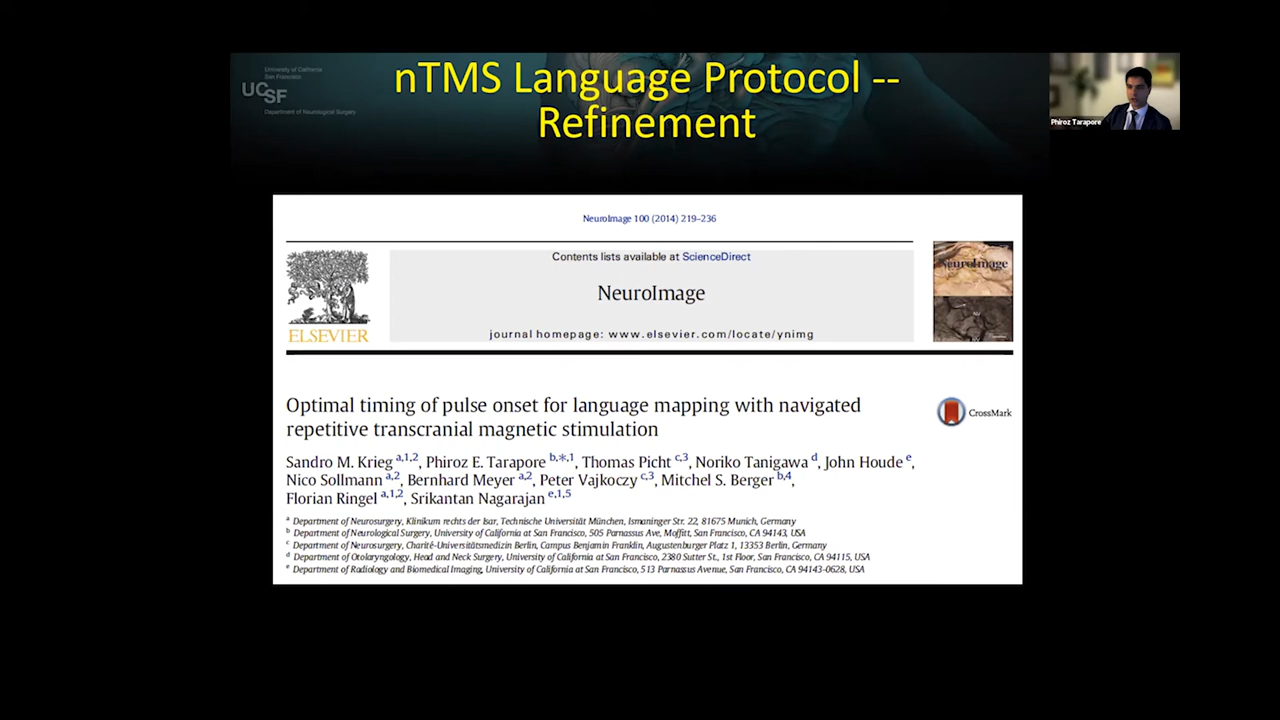 University of California
San Francisco
UCSF
Department of Neurological Surgery
nTMS Language Protocol --
Refinement
Phiroz Tarapore
NeuroImage 100 (2014) 219–236
Contents lists available at ScienceDirect
NeuroImage
journal homepage: www.elsevier.com/locate/ynimg
ELSEVIER
NeuroImage
Optimal timing of pulse onset for language mapping with navigated
repetitive transcranial magnetic stimulation
CrossMark
Sandro M. Krieg a,1,2, Phiroz E. Tarapore b,*,1, Thomas Picht c,3, Noriko Tanigawa d, John Houde e,
Nico Sollmann a,2, Bernhard Meyer a,2, Peter Vajkoczy c,3, Mitchel S. Berger b,4,
Florian Ringel a,1,2, Srikantan Nagarajan e,1,5
a Department of Neurosurgery, Klinikum rechts der Isar, Technische Universität München, Ismaninger Str. 22, 81675 Munich, Germany
b Department of Neurological Surgery, University of California at San Francisco, 505 Parnassus Ave, Moffitt, San Francisco, CA 94143, USA
c Department of Neurosurgery, Charité-Universitätsmedizin Berlin, Campus Benjamin Franklin, Augustenburger Platz 1, 13353 Berlin, Germany
d Department of Otolaryngology, Head and Neck Surgery, University of California at San Francisco, 2380 Sutter St., 1st Floor, San Francisco, CA 94115, USA
e Department of Radiology and Biomedical Imaging, University of California at San Francisco, 513 Parnassus Avenue, San Francisco, CA 94143-0628, USA